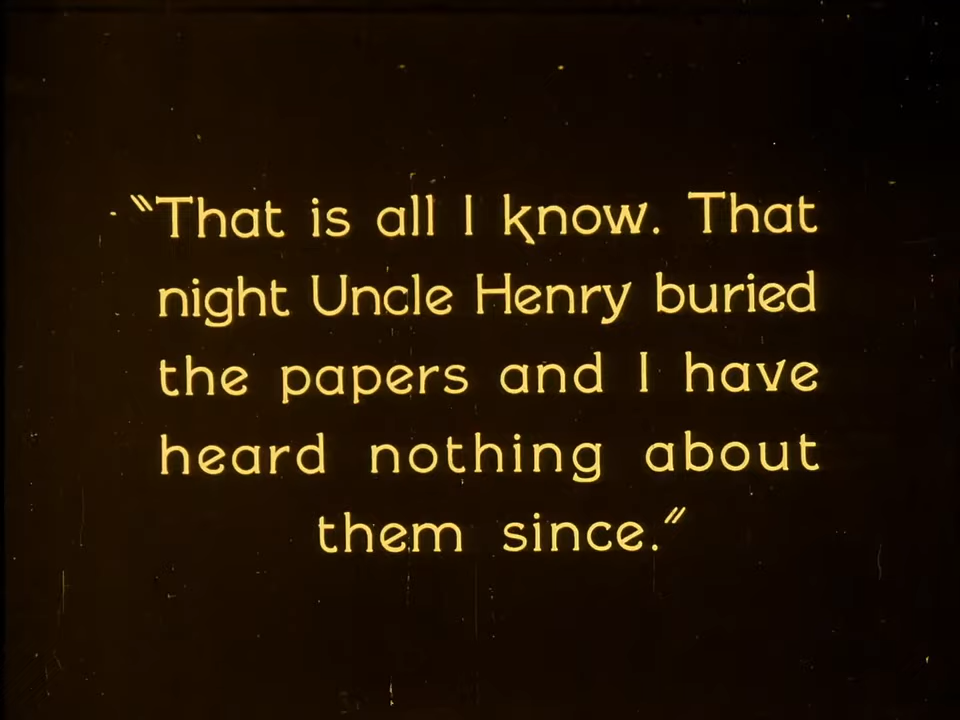 "That is all I know. That
night Uncle Henry buried
the papers and I have
heard nothing about
them since."